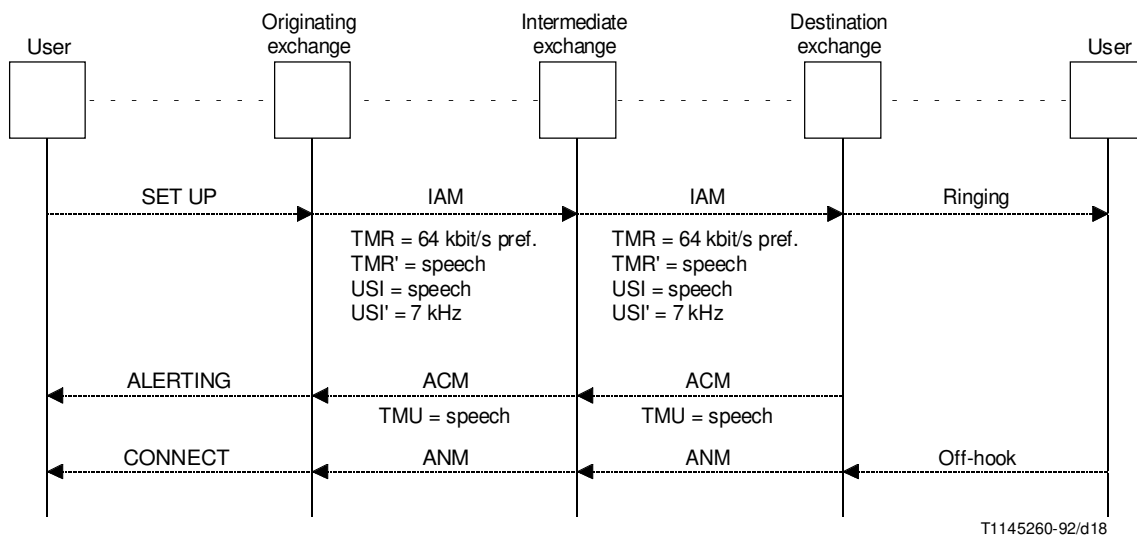 User
Originating
exchange
Intermediate
exchange
Destination
exchange
User
SET UP
IAM
IAM
Ringing
TMR = 64 kbit/s pref.
TMR' = speech
USI = speech
USI' = 7 kHz
TMR = 64 kbit/s pref.
TMR' = speech
USI = speech
USI' = 7 kHz
ALERTING
ACM
ACM
TMU = speech
TMU = speech
CONNECT
ANM
ANM
Off-hook
T1145260-92/d18